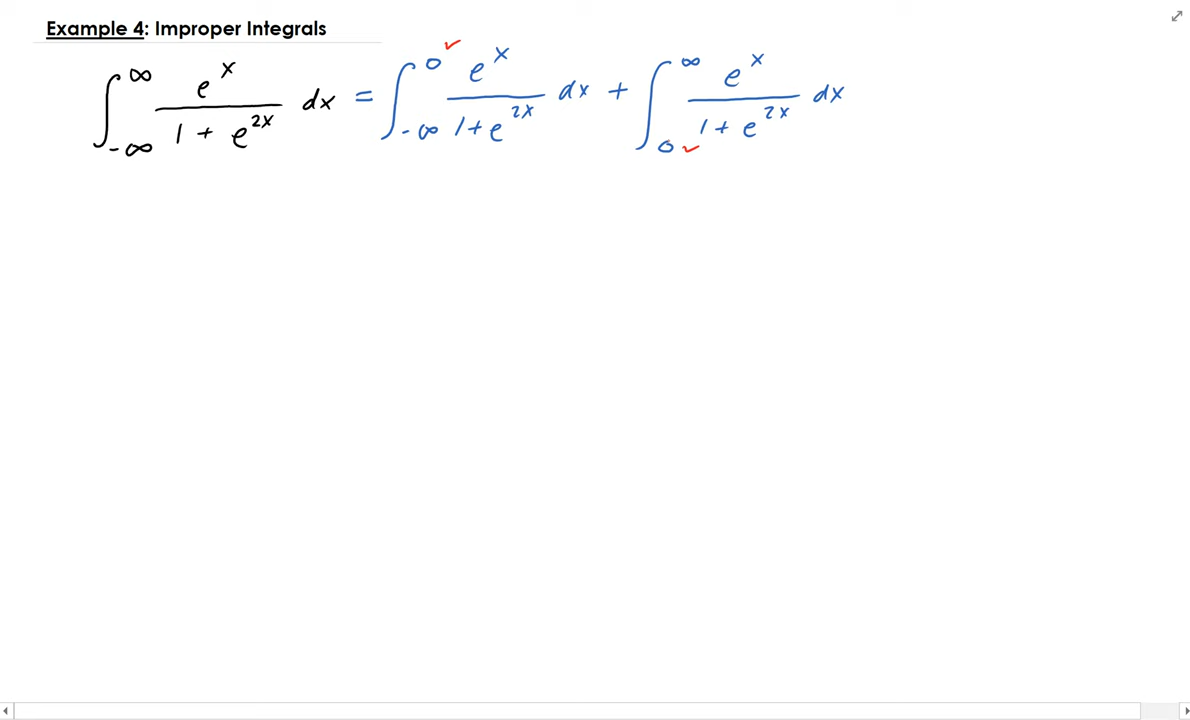 Example 4: Improper Integrals
∫_{-∞}^{∞} e^x / (1 + e^{2x}) dx = ∫_{-∞}^{0} e^x / (1 + e^{2x}) dx + ∫_{0}^{∞} e^x / (1 + e^{2x}) dx